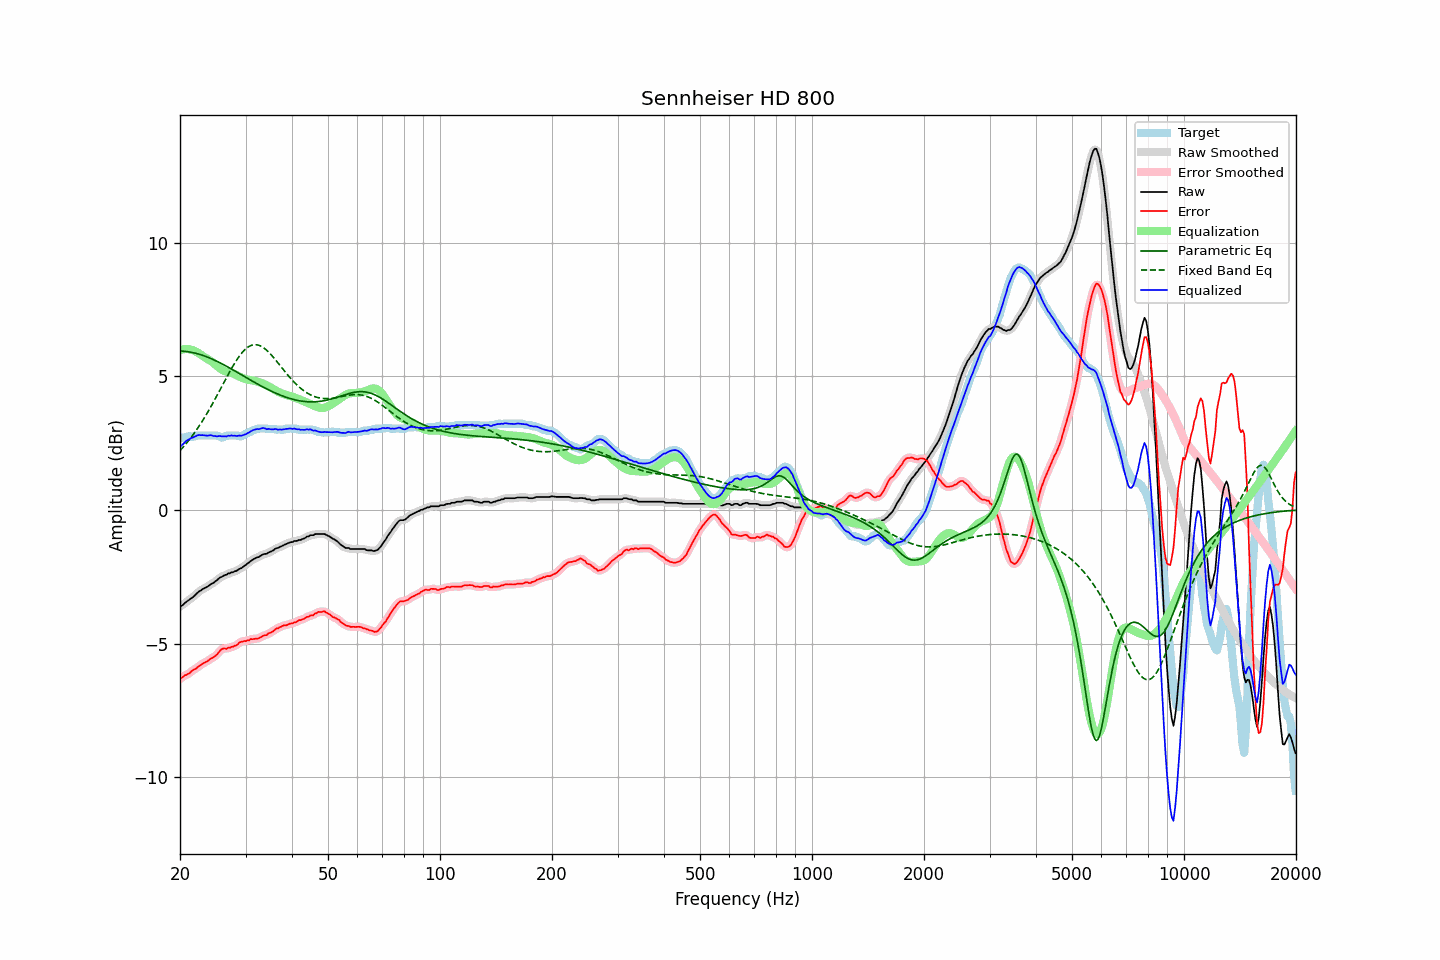 Sennheiser HD 800
Target
Raw Smoothed
Error Smoothed
Raw
Error
Equalization
Parametric Eq
Fixed Band Eq
Equalized
Amplitude (dBr)
10
5
0
−5
−10
20 50 100 200 500 1000 2000 5000 10000 20000
Frequency (Hz)